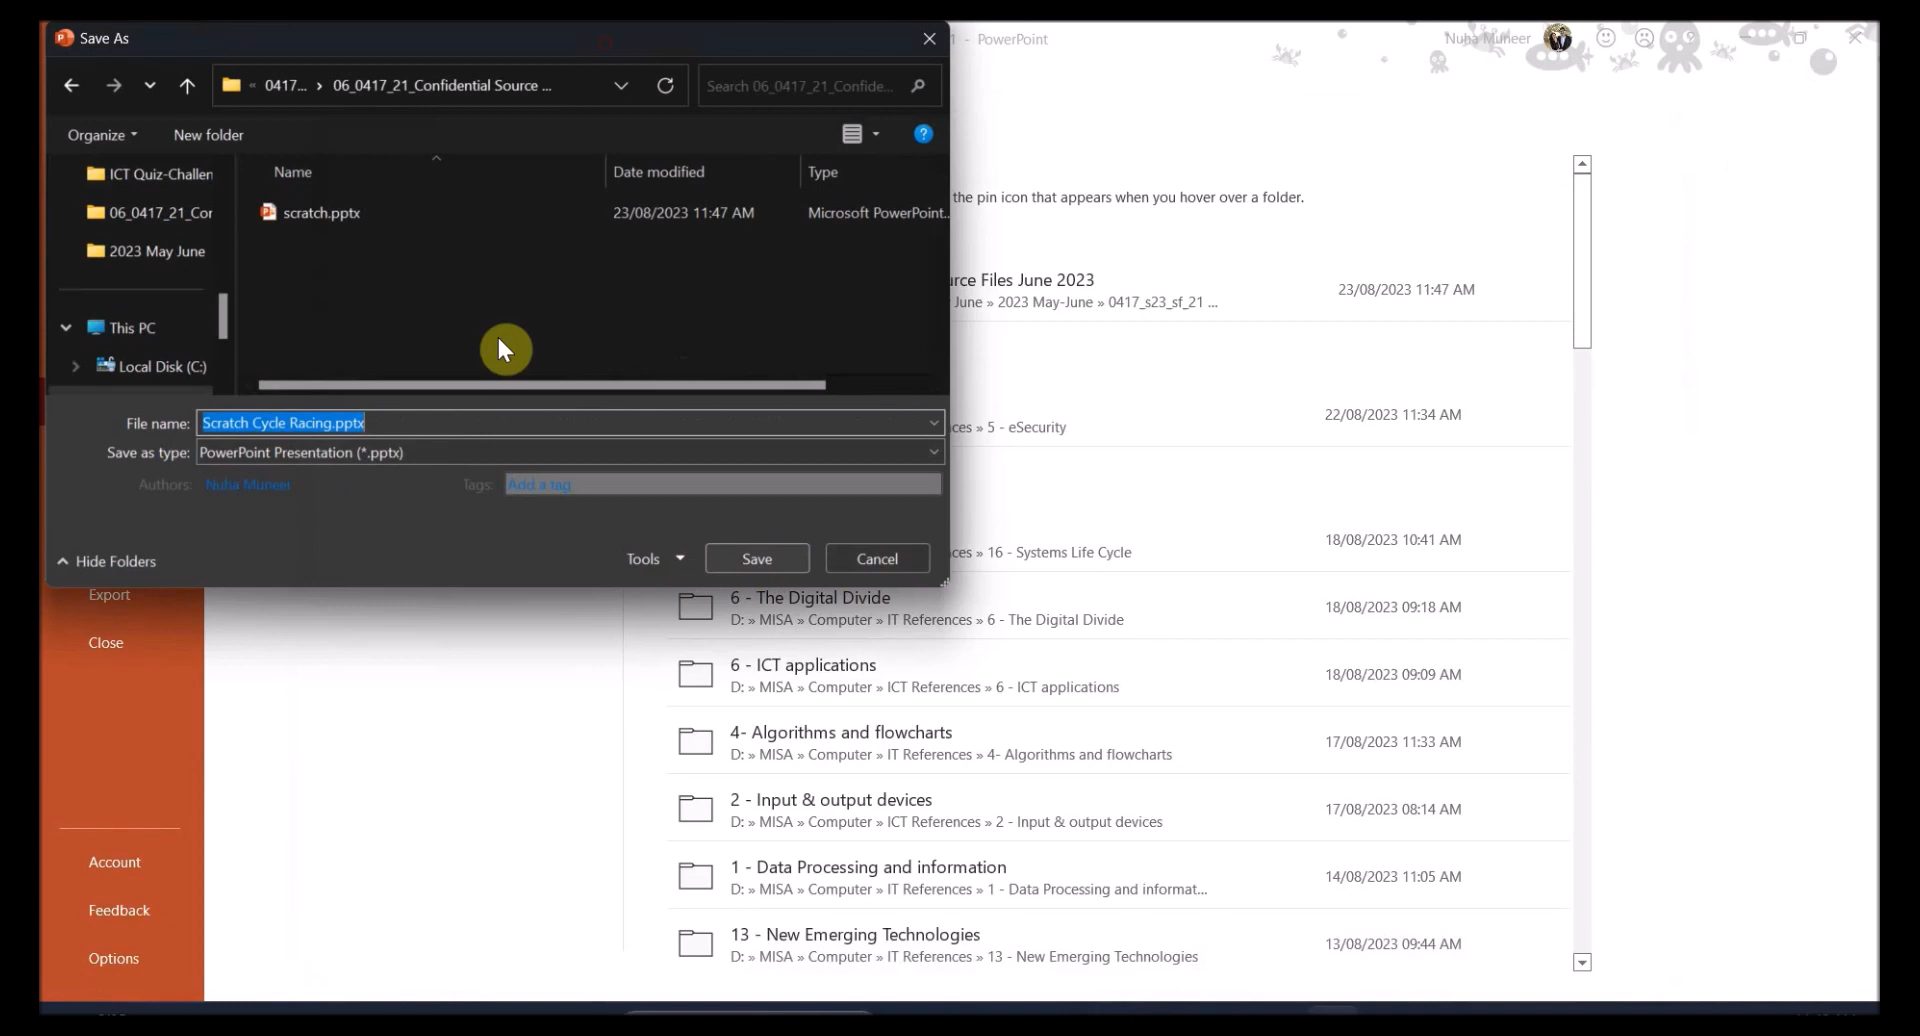 Save As
1 - PowerPoint
Nuha Muneer
« 0417... › 06_0417_21_Confidential Source ...
Search 06_0417_21_Confide...
Organize
New folder
ICT Quiz-Challen
06_0417_21_Cor
2023 May June
This PC
Local Disk (C:)
Name
Date modified
Type
scratch.pptx
23/08/2023 11:47 AM
Microsoft PowerPoint...
File name:
Scratch Cycle Racing.pptx
Save as type:
PowerPoint Presentation (*.pptx)
Authors:
Nuha Muneer
Tags:
Add a tag
Hide Folders
Tools
Save
Cancel
the pin icon that appears when you hover over a folder.
urce Files June 2023
June » 2023 May-June » 0417_s23_sf_21 ...
23/08/2023 11:47 AM
ces » 5 - eSecurity
22/08/2023 11:34 AM
ces » 16 - Systems Life Cycle
18/08/2023 10:41 AM
6 - The Digital Divide
D: » MISA » Computer » IT References » 6 - The Digital Divide
18/08/2023 09:18 AM
6 - ICT applications
D: » MISA » Computer » ICT References » 6 - ICT applications
18/08/2023 09:09 AM
4- Algorithms and flowcharts
D: » MISA » Computer » IT References » 4- Algorithms and flowcharts
17/08/2023 11:33 AM
2 - Input & output devices
D: » MISA » Computer » ICT References » 2 - Input & output devices
17/08/2023 08:14 AM
1 - Data Processing and information
D: » MISA » Computer » IT References » 1 - Data Processing and informat...
14/08/2023 11:05 AM
13 - New Emerging Technologies
D: » MISA » Computer » IT References » 13 - New Emerging Technologies
13/08/2023 09:44 AM
Export
Close
Account
Feedback
Options